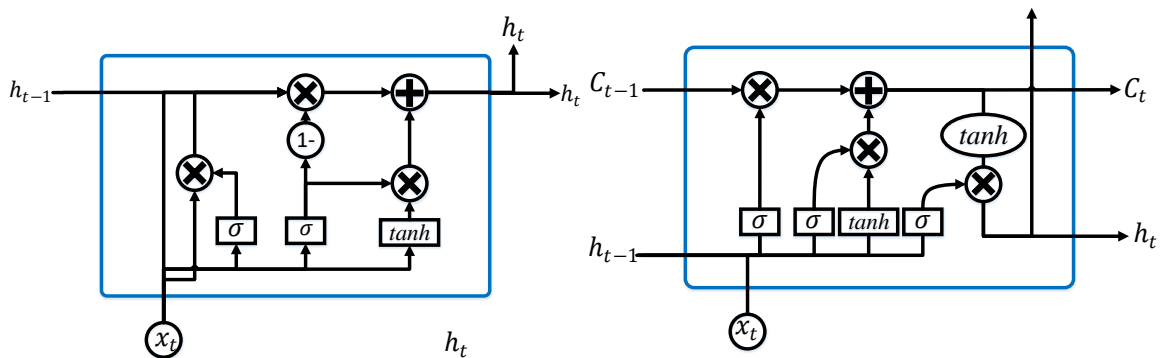 h_t
h_{t-1}
h_t
1-
σ
σ
tanh
x_t
h_t
C_{t-1}
C_t
tanh
σ
σ
tanh
σ
h_{t-1}
h_t
x_t